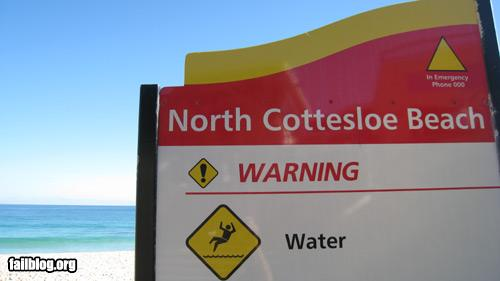 In Emergency
Phone 000
North Cottesloe Beach
WARNING
Water
failblog.org